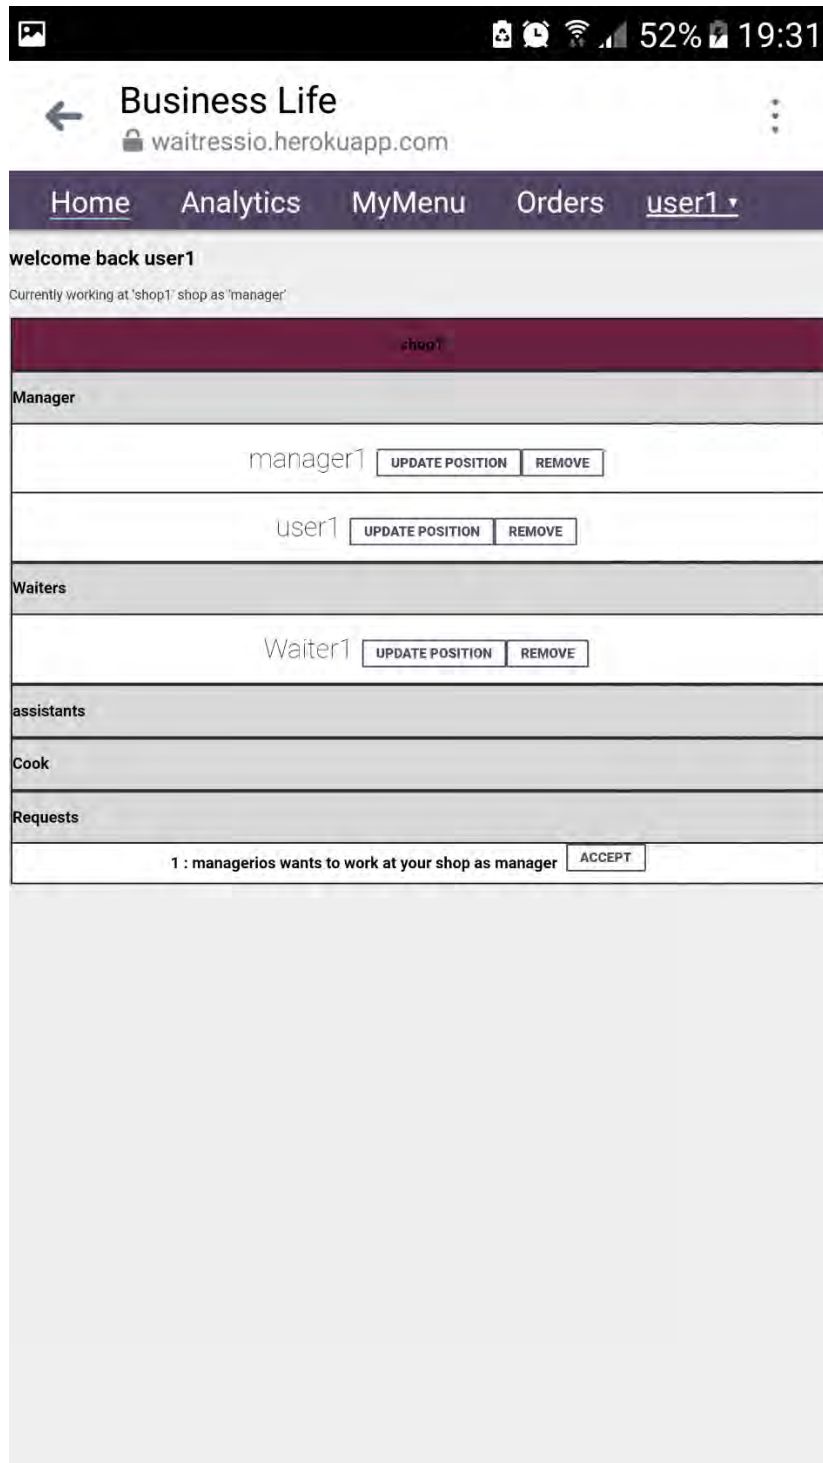 52% 19:31
Business Life
waitressio.herokuapp.com
Home Analytics MyMenu Orders user1
welcome back user1
Currently working at 'shop1' shop as 'manager'
shop1
Manager
manager1 UPDATE POSITION REMOVE
user1 UPDATE POSITION REMOVE
Waiters
Waiter1 UPDATE POSITION REMOVE
assistants
Cook
Requests
1 : managerios wants to work at your shop as manager ACCEPT